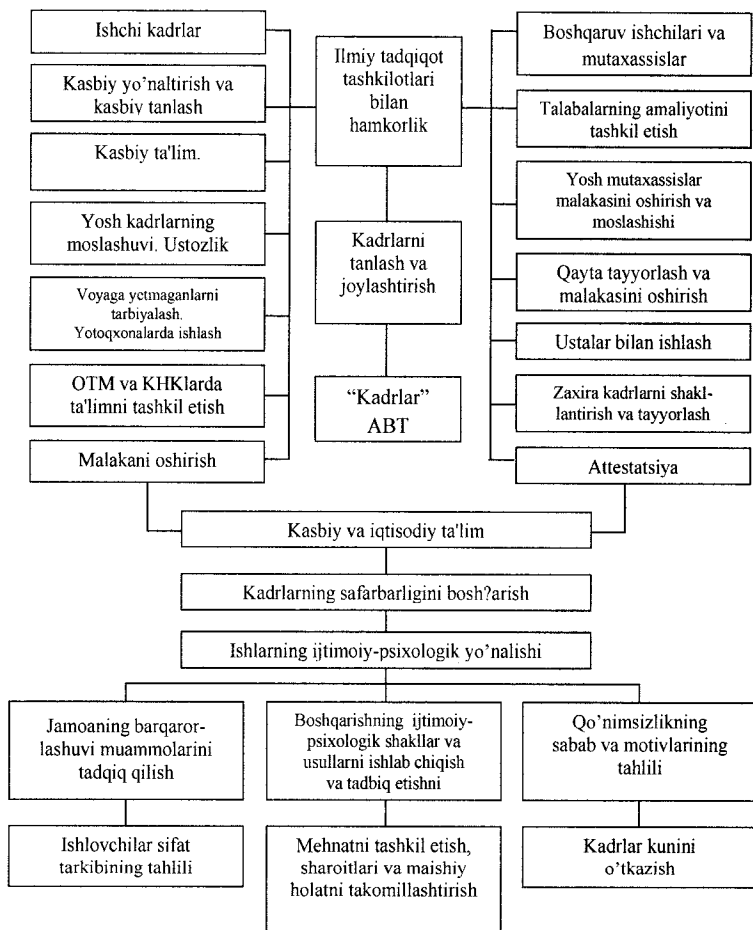 Ishchi kadrlar
Kasbiy yo’naltirish va
kasbiy tanlash
Kasbiy ta'lim.
Yosh kadrlarning
moslashuvi. Ustozlik
Voyaga yetmaganlarni
tarbiyalash.
Yotoqxonalarda ishlash
OTM va KHKlarda
ta'limni tashkil etish
Malakani oshirish
Ilmiy tadqiqot
tashkilotlari
bilan
hamkorlik
Kadrlarni
tanlash va
joylashtirish
“Kadrlar”
ABT
Boshqaruv ishchilari va
mutaxassislar
Talabalarning amaliyotini
tashkil etish
Yosh mutaxassislar
malakasini oshirish va
moslashishi
Qayta tayyorlash va
malakasini oshirish
Ustalar bilan ishlash
Zaxira kadrlarni shakl-
lantirish va tayyorlash
Attestatsiya
Kasbiy va iqtisodiy ta'lim
Kadrlarning safarbarligini bosh?arish
Ishlarning ijtimoiy-psixologik yo’nalishi
Jamoaning barqaror-
lashuvi muammolarini
tadqiq qilish
Boshqarishning ijtimoiy-
psixologik shakllar va
usullarni ishlab chiqish
va tadbiq etishni
Qo’nimsizlikning
sabab va motivlarining
tahlili
Ishlovchilar sifat
tarkibining tahlili
Mehnatni tashkil etish,
sharoitlari va maishiy
holatni takomillashtirish
Kadrlar kunini
o’tkazish